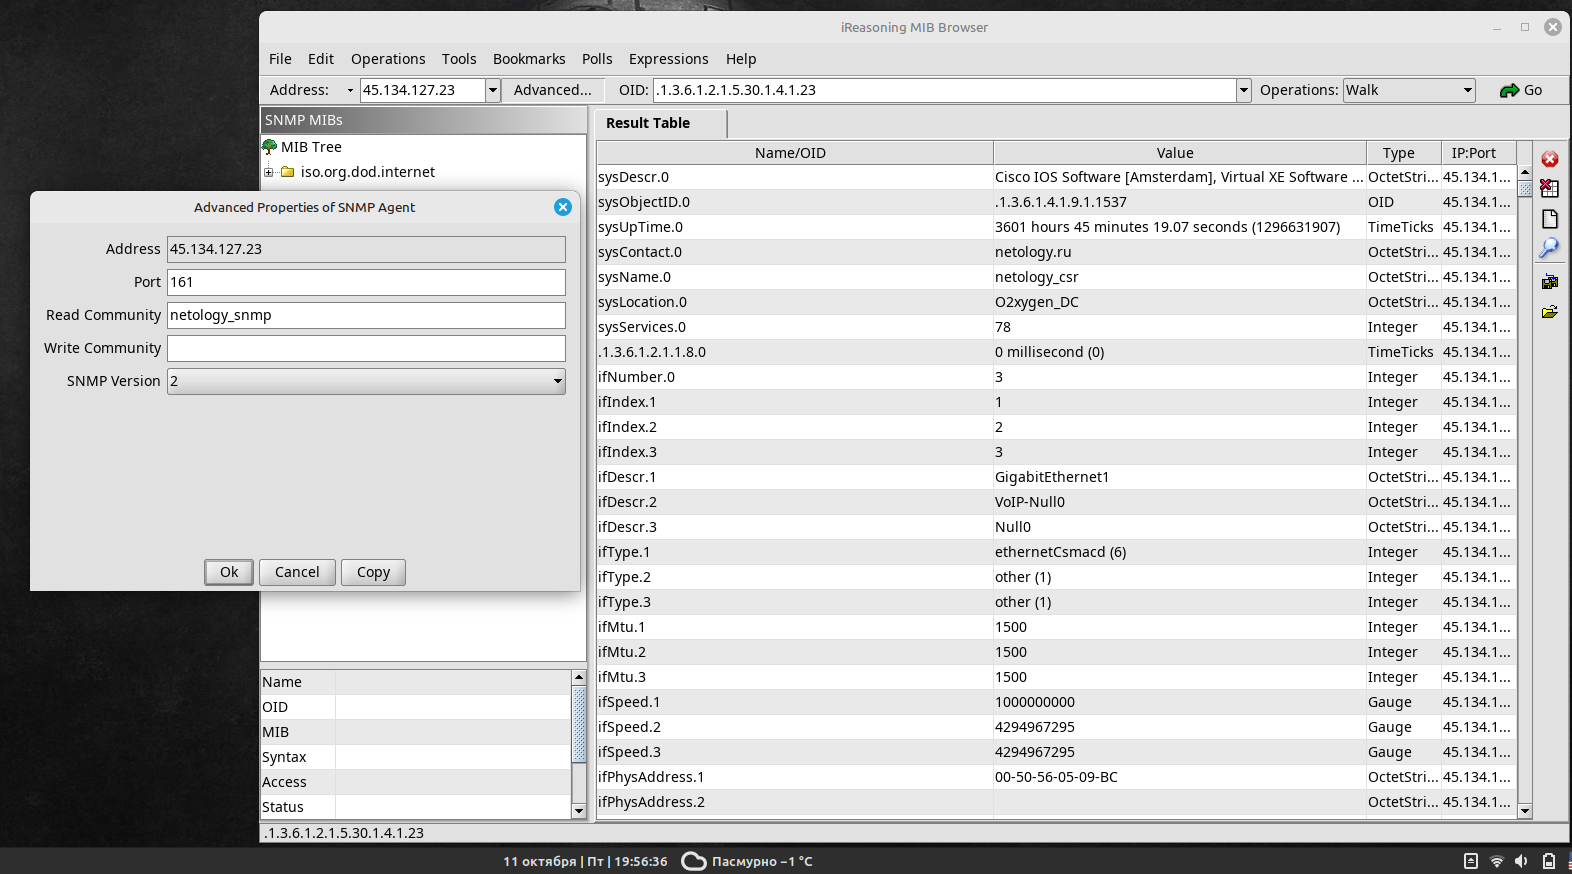 iReasoning MIB Browser
File Edit Operations Tools Bookmarks Polls Expressions Help
Address: 45.134.127.23 Advanced... OID: .1.3.6.1.2.1.5.30.1.4.1.23 Operations: Walk Go
SNMP MIBs
MIB Tree
iso.org.dod.internet
Advanced Properties of SNMP Agent
Address 45.134.127.23
Port 161
Read Community netology_snmp
Write Community
SNMP Version 2
Ok Cancel Copy
Name
OID
MIB
Syntax
Access
Status
Result Table
Name/OID Value Type IP:Port
sysDescr.0 Cisco IOS Software [Amsterdam], Virtual XE Software ... OctetStri... 45.134.1...
sysObjectID.0 .1.3.6.1.4.1.9.1.1537 OID 45.134.1...
sysUpTime.0 3601 hours 45 minutes 19.07 seconds (1296631907) TimeTicks 45.134.1...
sysContact.0 netology.ru OctetStri... 45.134.1...
sysName.0 netology_csr OctetStri... 45.134.1...
sysLocation.0 O2xygen_DC OctetStri... 45.134.1...
sysServices.0 78 Integer 45.134.1...
.1.3.6.1.2.1.1.8.0 0 millisecond (0) TimeTicks 45.134.1...
ifNumber.0 3 Integer 45.134.1...
ifIndex.1 1 Integer 45.134.1...
ifIndex.2 2 Integer 45.134.1...
ifIndex.3 3 Integer 45.134.1...
ifDescr.1 GigabitEthernet1 OctetStri... 45.134.1...
ifDescr.2 VoIP-Null0 OctetStri... 45.134.1...
ifDescr.3 Null0 OctetStri... 45.134.1...
ifType.1 ethernetCsmacd (6) Integer 45.134.1...
ifType.2 other (1) Integer 45.134.1...
ifType.3 other (1) Integer 45.134.1...
ifMtu.1 1500 Integer 45.134.1...
ifMtu.2 1500 Integer 45.134.1...
ifMtu.3 1500 Integer 45.134.1...
ifSpeed.1 1000000000 Gauge 45.134.1...
ifSpeed.2 4294967295 Gauge 45.134.1...
ifSpeed.3 4294967295 Gauge 45.134.1...
ifPhysAddress.1 00-50-56-05-09-BC OctetStri... 45.134.1...
ifPhysAddress.2 OctetStri... 45.134.1...
.1.3.6.1.2.1.5.30.1.4.1.23
11 октября | Пт | 19:56:36 Пасмурно −1 °C